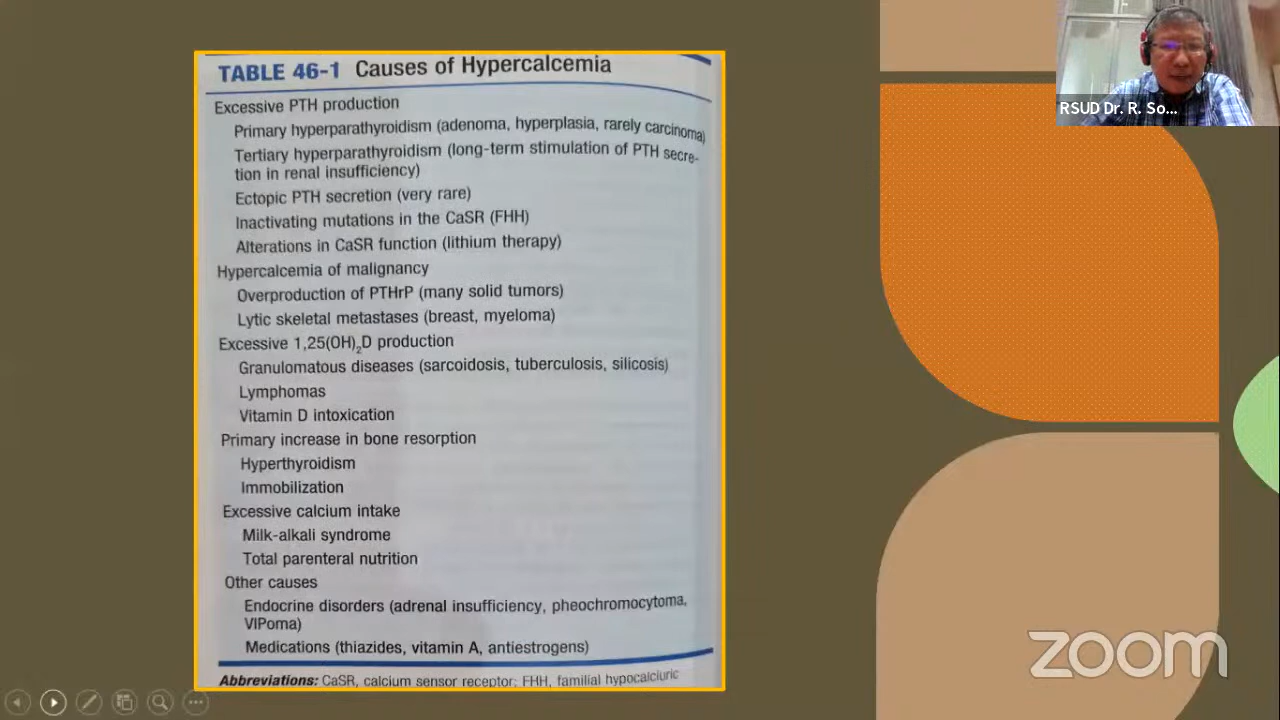 TABLE 46-1 Causes of Hypercalcemia
Excessive PTH production
Primary hyperparathyroidism (adenoma, hyperplasia, rarely carcinoma)
Tertiary hyperparathyroidism (long-term stimulation of PTH secre-
tion in renal insufficiency)
Ectopic PTH secretion (very rare)
Inactivating mutations in the CaSR (FHH)
Alterations in CaSR function (lithium therapy)
Hypercalcemia of malignancy
Overproduction of PTHrP (many solid tumors)
Lytic skeletal metastases (breast, myeloma)
Excessive 1,25(OH)₂D production
Granulomatous diseases (sarcoidosis, tuberculosis, silicosis)
Lymphomas
Vitamin D intoxication
Primary increase in bone resorption
Hyperthyroidism
Immobilization
Excessive calcium intake
Milk-alkali syndrome
Total parenteral nutrition
Other causes
Endocrine disorders (adrenal insufficiency, pheochromocytoma,
VIPoma)
Medications (thiazides, vitamin A, antiestrogens)
Abbreviations: CaSR, calcium sensor receptor; FHH, familial hypocalciuric
RSUD Dr. R. So...
zoom